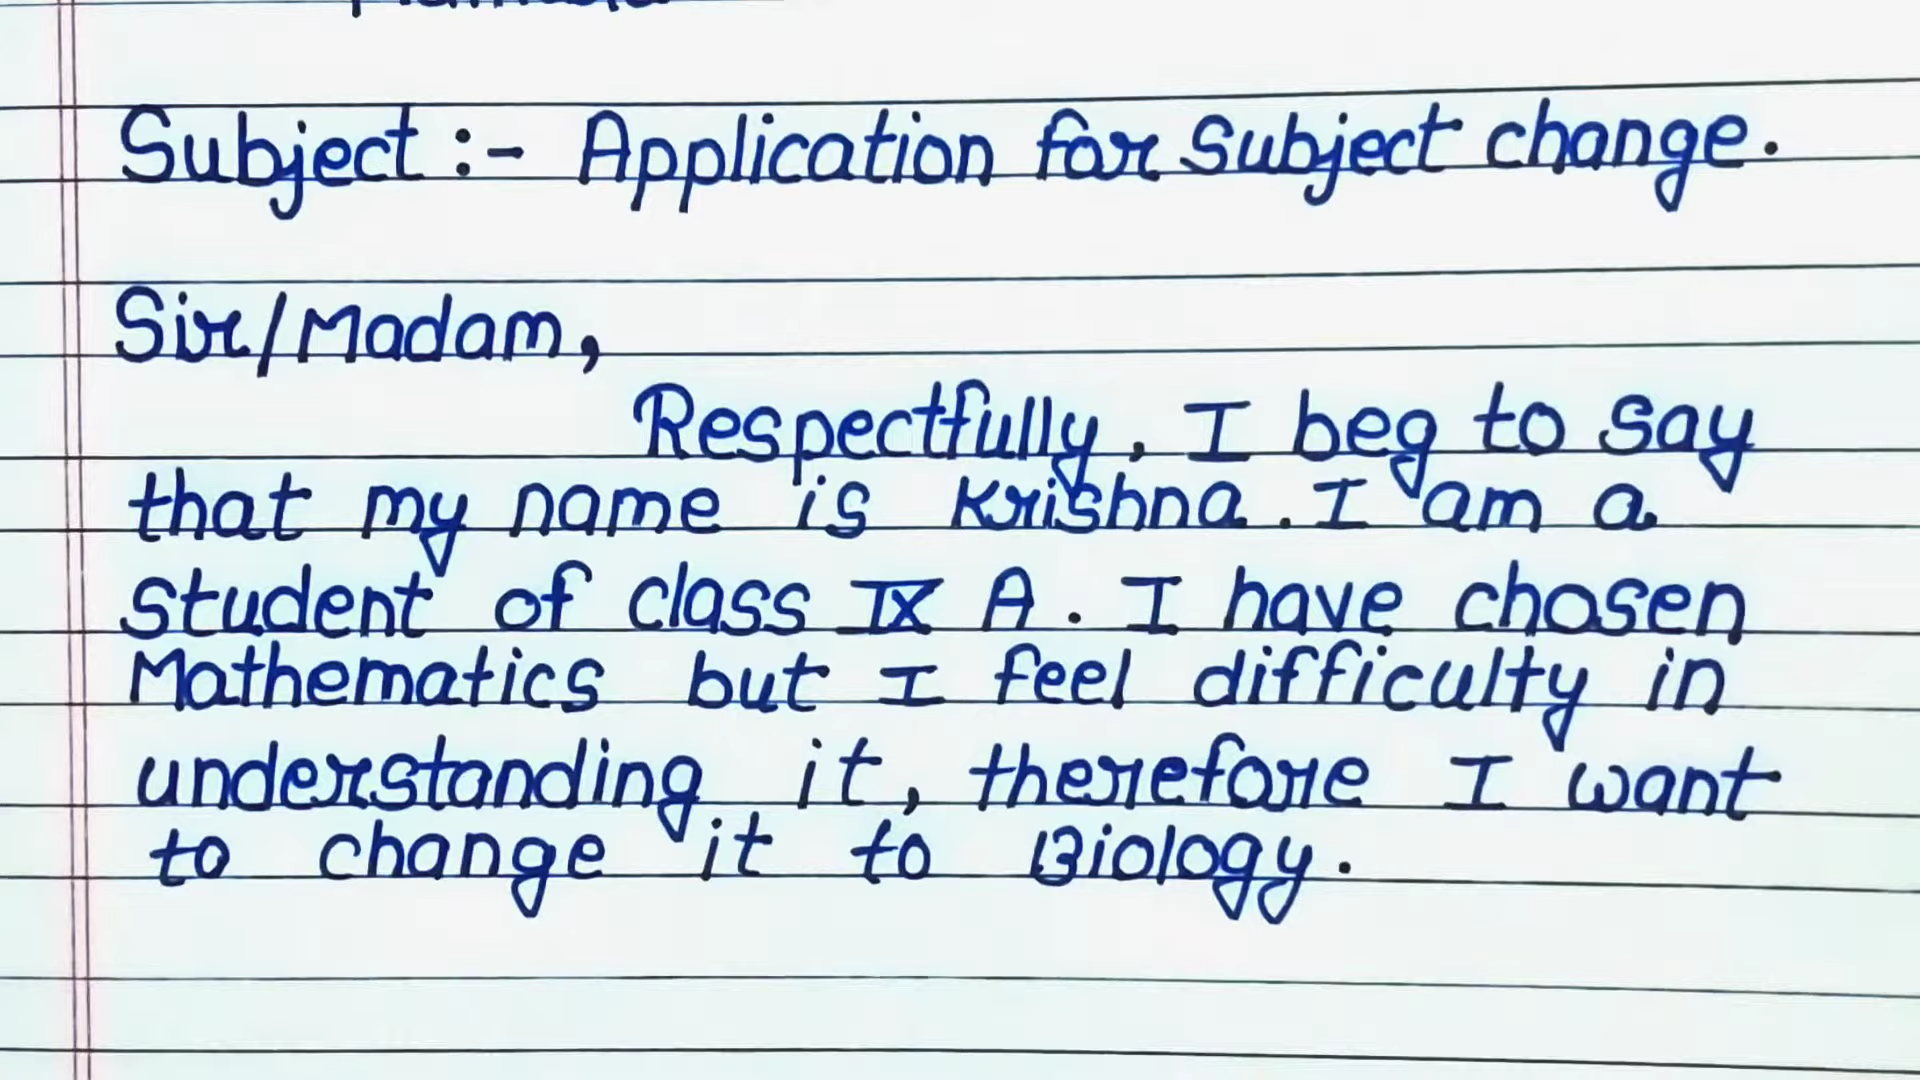 Subject :- Application for Subject change.
Sir/Madam,
Respectfully, I beg to say
that my name is Krishna. I am a
student of class IX A. I have chosen
Mathematics but I feel difficulty in
understanding it, therefore I want
to change it to Biology.